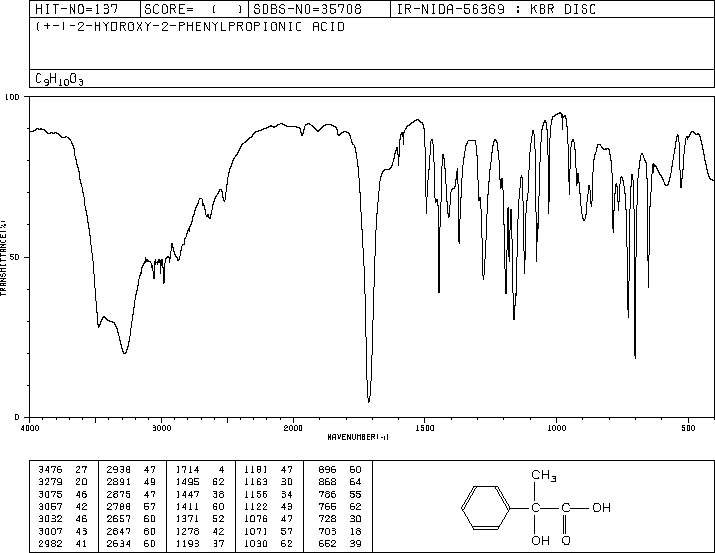 HIT-NO=137 SCORE= ( ) SDBS-NO=35708 IR-NIDA-56369 : KBR DISC
(+-)-2-HYDROXY-2-PHENYLPROPIONIC ACID
C9H10O3
100
50
0
TRANSMITTANCE(%)
4000 3000 2000 1500 1000 500
WAVENUMBER(-1)
3476 27 2938 47 1714 4 1181 47 896 60
3279 20 2891 49 1495 62 1163 30 868 64
3075 46 2875 47 1447 38 1156 34 786 55
3057 42 2788 57 1411 60 1122 43 766 62
3032 46 2657 60 1371 52 1076 47 728 30
3007 43 2647 60 1278 42 1071 57 703 18
2982 41 2634 60 1193 37 1030 62 652 39
CH3
C C OH
OH O